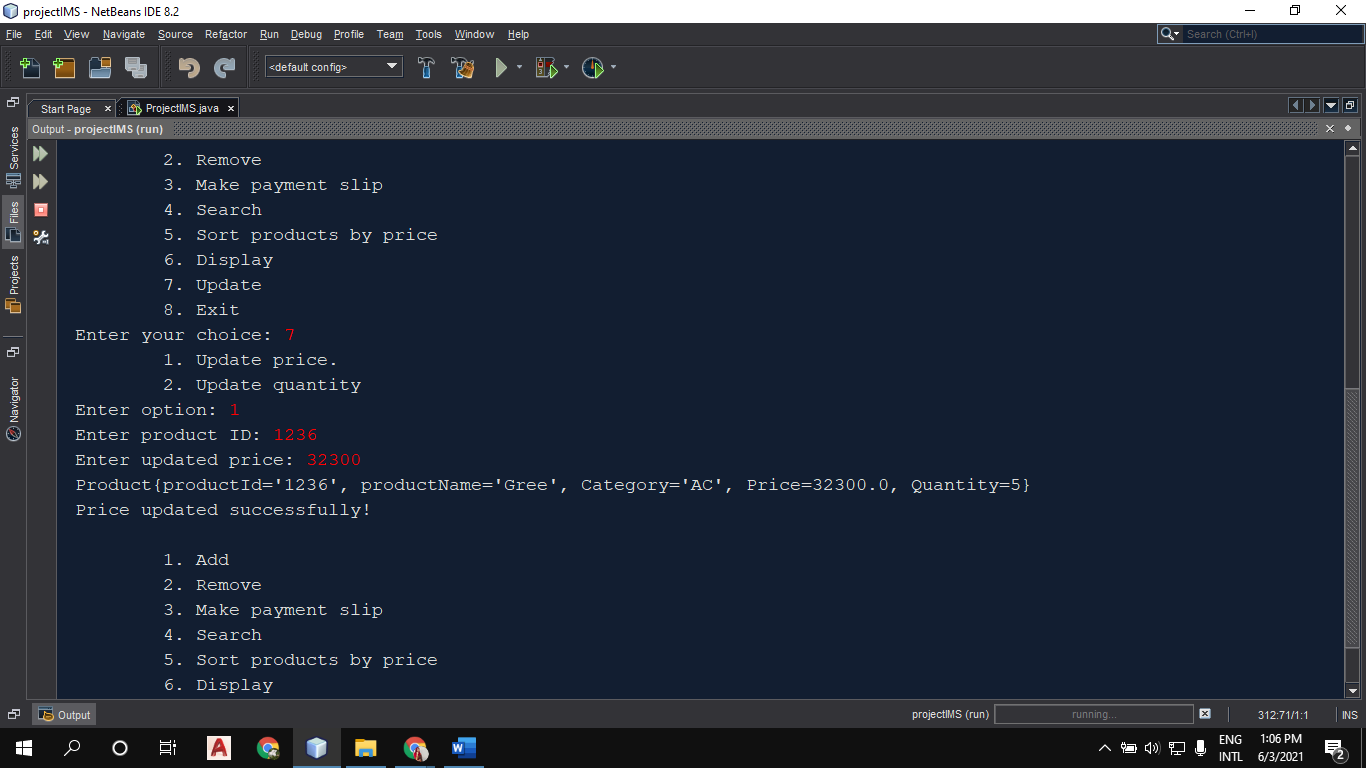 projectIMS - NetBeans IDE 8.2
File Edit View Navigate Source Refactor Run Debug Profile Team Tools Window Help
Search (Ctrl+I)
<default config>
Start Page
ProjectIMS.java
Output - projectIMS (run)
Services
Files
Projects
Navigator
2. Remove
3. Make payment slip
4. Search
5. Sort products by price
6. Display
7. Update
8. Exit
Enter your choice: 7
1. Update price.
2. Update quantity
Enter option: 1
Enter product ID: 1236
Enter updated price: 32300
Product{productId='1236', productName='Gree', Category='AC', Price=32300.0, Quantity=5}
Price updated successfully!
1. Add
2. Remove
3. Make payment slip
4. Search
5. Sort products by price
6. Display
Output
projectIMS (run)
running...
312:71/1:1
INS
ENG
INTL
1:06 PM
6/3/2021
2